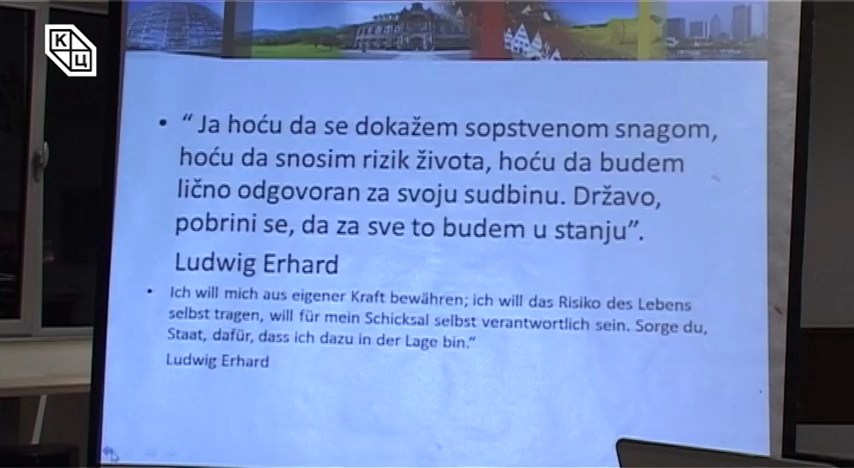 К
Ц
• “ Ja hoću da se dokažem sopstvenom snagom,
hoću da snosim rizik života, hoću da budem
lično odgovoran za svoju sudbinu. Državo,
pobrini se, da za sve to budem u stanju”.
Ludwig Erhard
• Ich will mich aus eigener Kraft bewähren; ich will das Risiko des Lebens
selbst tragen, will für mein Schicksal selbst verantwortlich sein. Sorge du,
Staat, dafür, dass ich dazu in der Lage bin.“
Ludwig Erhard